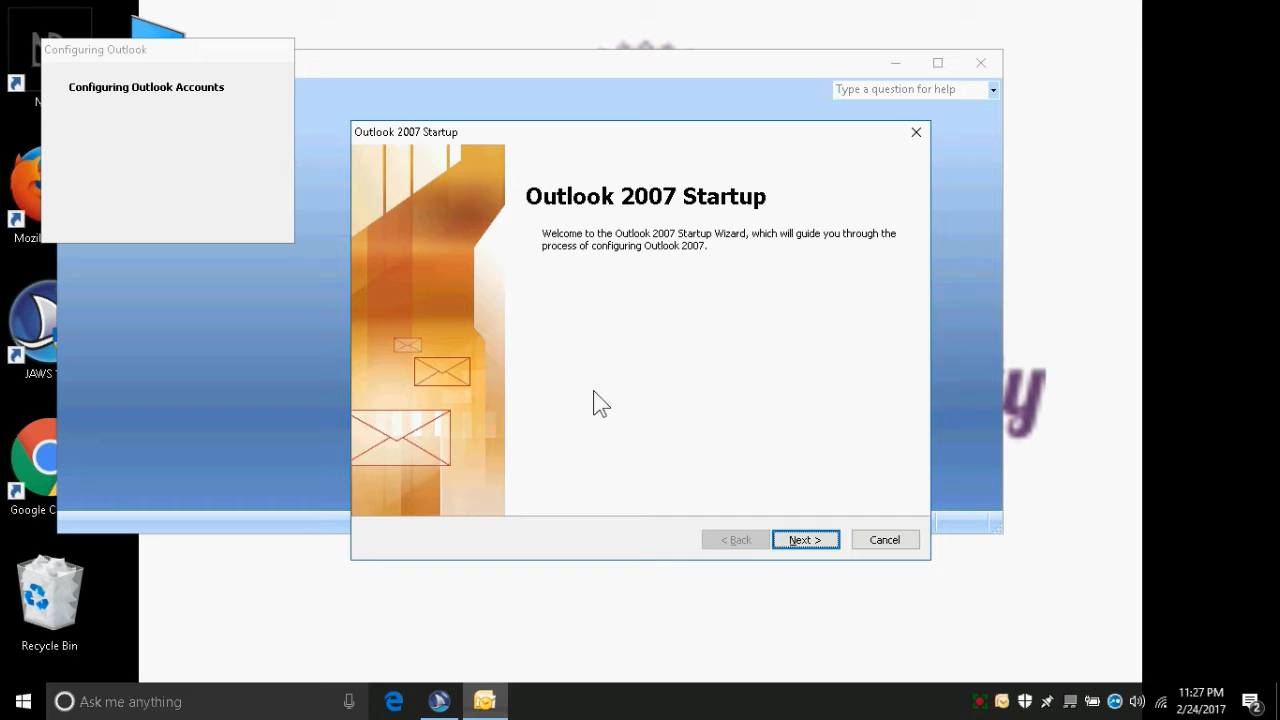 Configuring Outlook
Configuring Outlook Accounts
Type a question for help
Outlook 2007 Startup
Outlook 2007 Startup
Welcome to the Outlook 2007 Startup Wizard, which will guide you through the
process of configuring Outlook 2007.
< Back
Next >
Cancel
N
Mozil
JAWS
Google C
Recycle Bin
y
Ask me anything
11:27 PM
2/24/2017
2